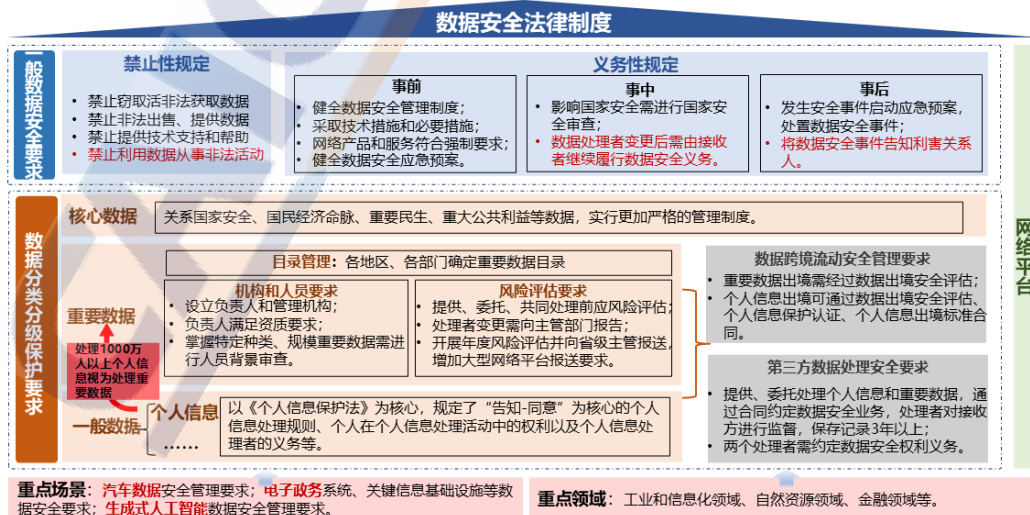 数据安全法律制度
一般数据安全要求
禁止性规定
• 禁止窃取活非法获取数据
• 禁止非法出售、提供数据
• 禁止提供技术支持和帮助
• 禁止利用数据从事非法活动
义务性规定
事前
• 健全数据安全管理制度；
• 采取技术措施和必要措施；
• 网络产品和服务符合强制要求；
• 健全数据安全应急预案。
事中
• 影响国家安全需进行国家安
全审查；
• 数据处理者变更后需由接收
者继续履行数据安全义务。
事后
• 发生安全事件启动应急预案，
处置数据安全事件；
• 将数据安全事件告知利害关系
人。
网络平台
数据分类分级保护要求
核心数据
关系国家安全、国民经济命脉、重要民生、重大公共利益等数据，实行更加严格的管理制度。
重要数据
目录管理：各地区、各部门确定重要数据目录
机构和人员要求
• 设立负责人和管理机构；
• 负责人满足资质要求；
• 掌握特定种类、规模重要数据需进
行人员背景审查。
风险评估要求
• 提供、委托、共同处理前应风险评估；
• 处理者变更需向主管部门报告；
• 开展年度风险评估并向省级主管报送，
增加大型网络平台报送要求。
处理1000万
人以上个人信
息视为处理重
要数据
一般数据
个人信息
……
以《个人信息保护法》为核心，规定了“告知-同意”为核心的个人
信息处理规则、个人在个人信息处理活动中的权利以及个人信息处
理者的义务等。
数据跨境流动安全管理要求
• 重要数据出境需经过数据出境安全评估；
• 个人信息出境可通过数据出境安全评估、
个人信息保护认证、个人信息出境标准合
同。
第三方数据处理安全要求
• 提供、委托处理个人信息和重要数据，通
过合同约定数据安全业务，处理者对接收
方进行监督，保存记录3年以上；
• 两个处理者需约定数据安全权利义务。
重点场景：汽车数据安全管理要求；电子政务系统、关键信息基础设施等数
据安全要求；生成式人工智能数据安全管理要求。
重点领域：工业和信息化领域、自然资源领域、金融领域等。